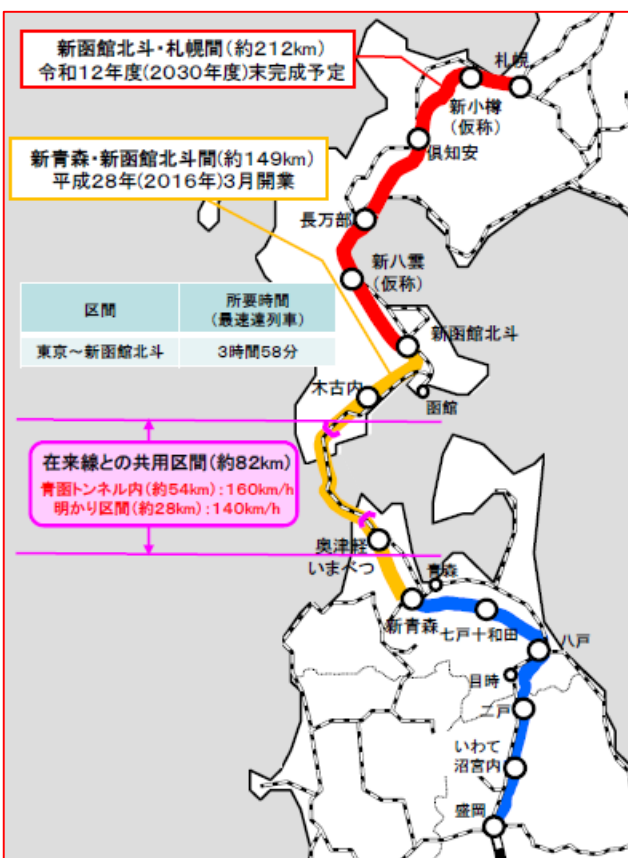 新函館北斗・札幌間(約212km)
令和12年度(2030年度)末完成予定
札幌
新小樽
(仮称)
倶知安
新青森・新函館北斗間(約149km)
平成28年(2016年)3月開業
長万部
新八雲
(仮称)
区間
所要時間
(最速達列車)
東京～新函館北斗
3時間58分
新函館北斗
木古内
函館
在来線との共用区間(約82km)
青函トンネル内(約54km):160km/h
明かり区間(約28km):140km/h
奥津軽
いまべつ
青森
新青森
七戸十和田
八戸
目時
二戸
いわて
沼宮内
盛岡